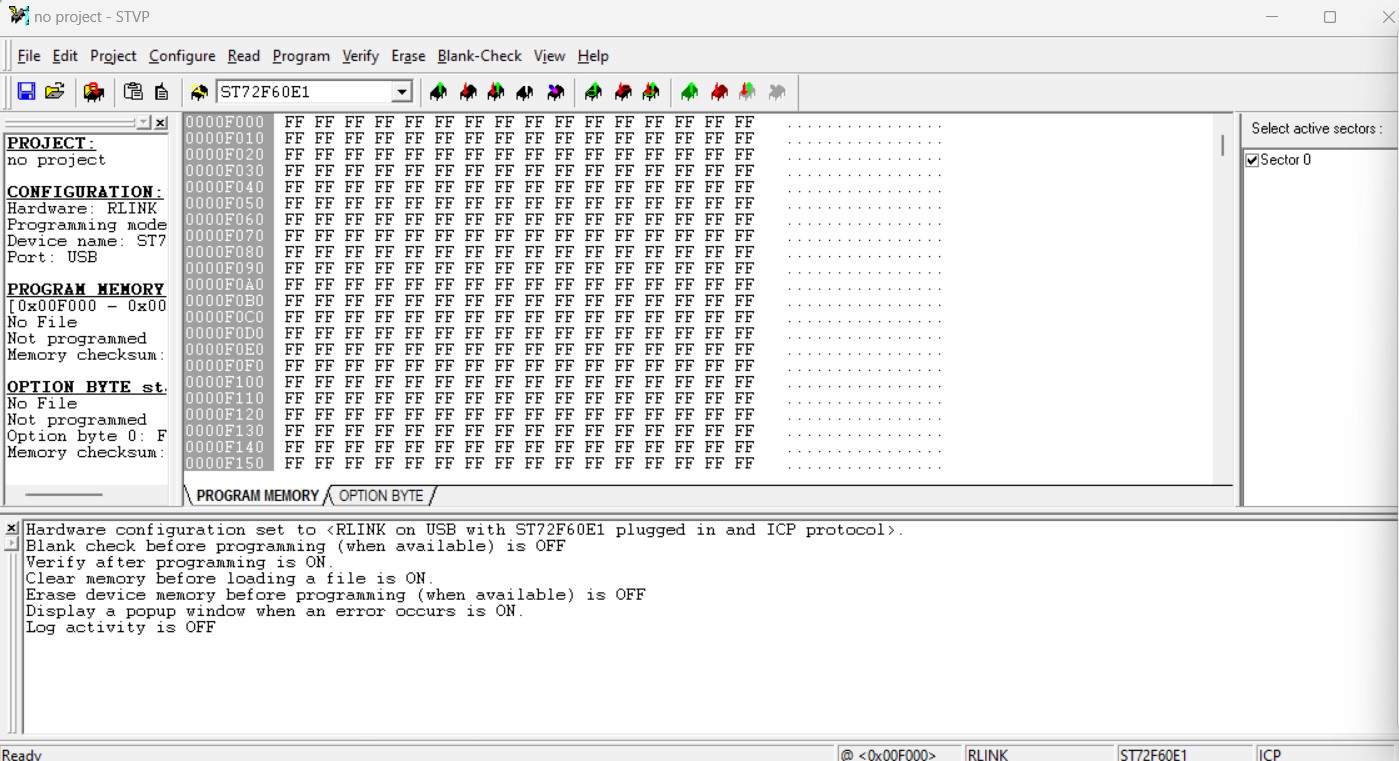 no project - STVP
File Edit Project Configure Read Program Verify Erase Blank-Check View Help
ST72F60E1
PROJECT:
no project
CONFIGURATION:
Hardware: RLINK
Programming mode
Device name: ST7
Port: USB
PROGRAM MEMORY
[0x00F000 - 0x00
No File
Not programmed
Memory checksum:
OPTION BYTE st
No File
Not programmed
Option byte 0: F
Memory checksum:
0000F000 FF FF FF FF FF FF FF FF FF FF FF FF FF FF FF FF ................
0000F010 FF FF FF FF FF FF FF FF FF FF FF FF FF FF FF FF ................
0000F020 FF FF FF FF FF FF FF FF FF FF FF FF FF FF FF FF ................
0000F030 FF FF FF FF FF FF FF FF FF FF FF FF FF FF FF FF ................
0000F040 FF FF FF FF FF FF FF FF FF FF FF FF FF FF FF FF ................
0000F050 FF FF FF FF FF FF FF FF FF FF FF FF FF FF FF FF ................
0000F060 FF FF FF FF FF FF FF FF FF FF FF FF FF FF FF FF ................
0000F070 FF FF FF FF FF FF FF FF FF FF FF FF FF FF FF FF ................
0000F080 FF FF FF FF FF FF FF FF FF FF FF FF FF FF FF FF ................
0000F090 FF FF FF FF FF FF FF FF FF FF FF FF FF FF FF FF ................
0000F0A0 FF FF FF FF FF FF FF FF FF FF FF FF FF FF FF FF ................
0000F0B0 FF FF FF FF FF FF FF FF FF FF FF FF FF FF FF FF ................
0000F0C0 FF FF FF FF FF FF FF FF FF FF FF FF FF FF FF FF ................
0000F0D0 FF FF FF FF FF FF FF FF FF FF FF FF FF FF FF FF ................
0000F0E0 FF FF FF FF FF FF FF FF FF FF FF FF FF FF FF FF ................
0000F0F0 FF FF FF FF FF FF FF FF FF FF FF FF FF FF FF FF ................
0000F100 FF FF FF FF FF FF FF FF FF FF FF FF FF FF FF FF ................
0000F110 FF FF FF FF FF FF FF FF FF FF FF FF FF FF FF FF ................
0000F120 FF FF FF FF FF FF FF FF FF FF FF FF FF FF FF FF ................
0000F130 FF FF FF FF FF FF FF FF FF FF FF FF FF FF FF FF ................
0000F140 FF FF FF FF FF FF FF FF FF FF FF FF FF FF FF FF ................
0000F150 FF FF FF FF FF FF FF FF FF FF FF FF FF FF FF FF ................
PROGRAM MEMORY OPTION BYTE
Select active sectors :
Sector 0
Hardware configuration set to <RLINK on USB with ST72F60E1 plugged in and ICP protocol>.
Blank check before programming (when available) is OFF
Verify after programming is ON.
Clear memory before loading a file is ON.
Erase device memory before programming (when available) is OFF
Display a popup window when an error occurs is ON.
Log activity is OFF
Ready @ <0x00F000> RLINK ST72F60E1 ICP